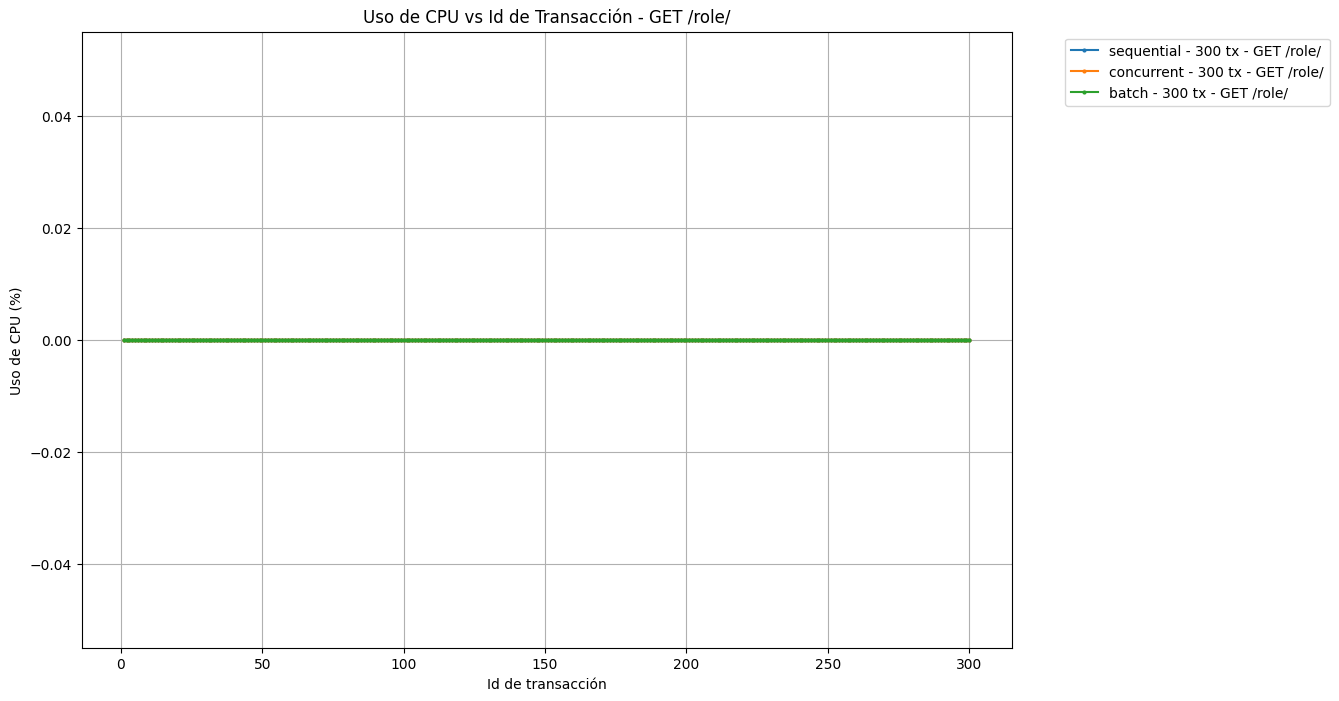 Uso de CPU vs Id de Transacción - GET /role/
sequential - 300 tx - GET /role/
concurrent - 300 tx - GET /role/
batch - 300 tx - GET /role/
Uso de CPU (%)
0.04
0.02
0.00
−0.02
−0.04
0 50 100 150 200 250 300
Id de transacción